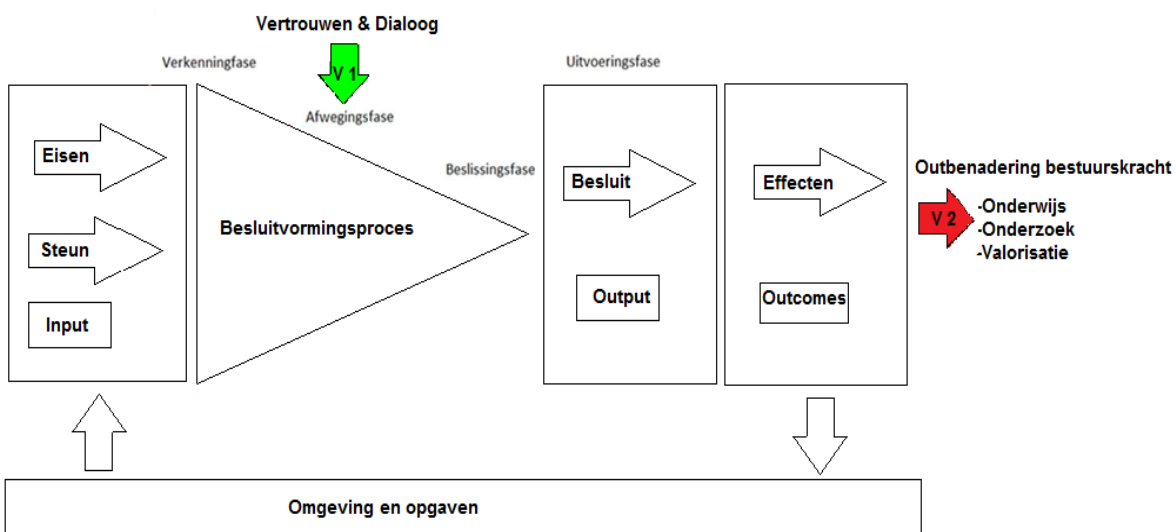 Vertrouwen & Dialoog
Verkenningfase
V 1
Uitvoeringsfase
Afwegingsfase
Eisen
Beslissingsfase
Besluit
Effecten
Outbenadering bestuurskracht
V 2
-Onderwijs
-Onderzoek
-Valorisatie
Besluitvormingsproces
Steun
Input
Output
Outcomes
Omgeving en opgaven